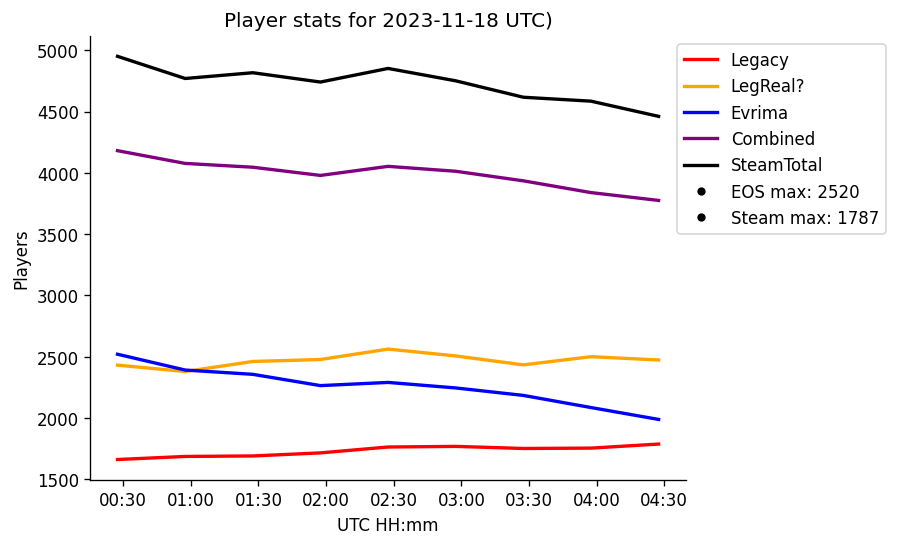 Player stats for 2023-11-18 UTC)
Players
5000
4500
4000
3500
3000
2500
2000
1500
00:30 01:00 01:30 02:00 02:30 03:00 03:30 04:00 04:30
UTC HH:mm
Legacy
LegReal?
Evrima
Combined
SteamTotal
EOS max: 2520
Steam max: 1787